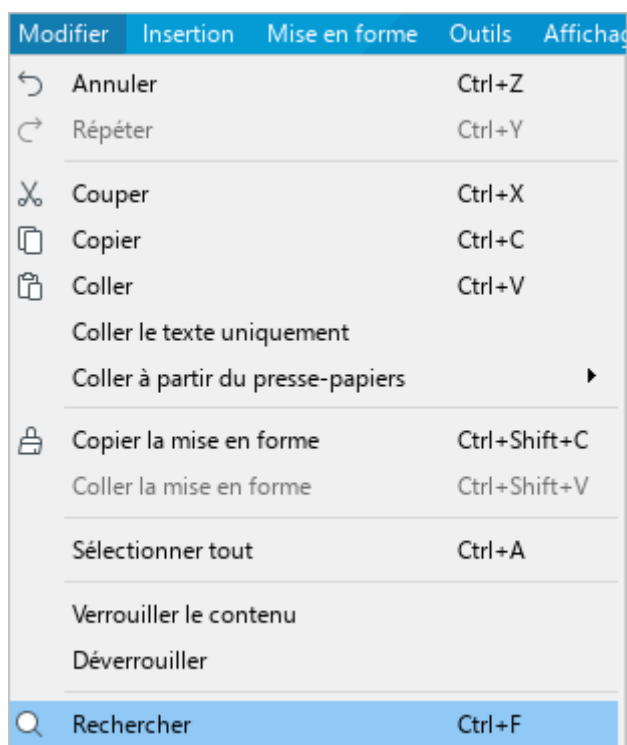 Modifier Insertion Mise en forme Outils
Annuler Ctrl+Z
Répéter Ctrl+Y
Couper Ctrl+X
Copier Ctrl+C
Coller Ctrl+V
Coller le texte uniquement
Coller à partir du presse-papiers
Copier la mise en forme Ctrl+Shift+C
Coller la mise en forme Ctrl+Shift+V
Sélectionner tout Ctrl+A
Verrouiller le contenu
Déverrouiller
Rechercher Ctrl+F